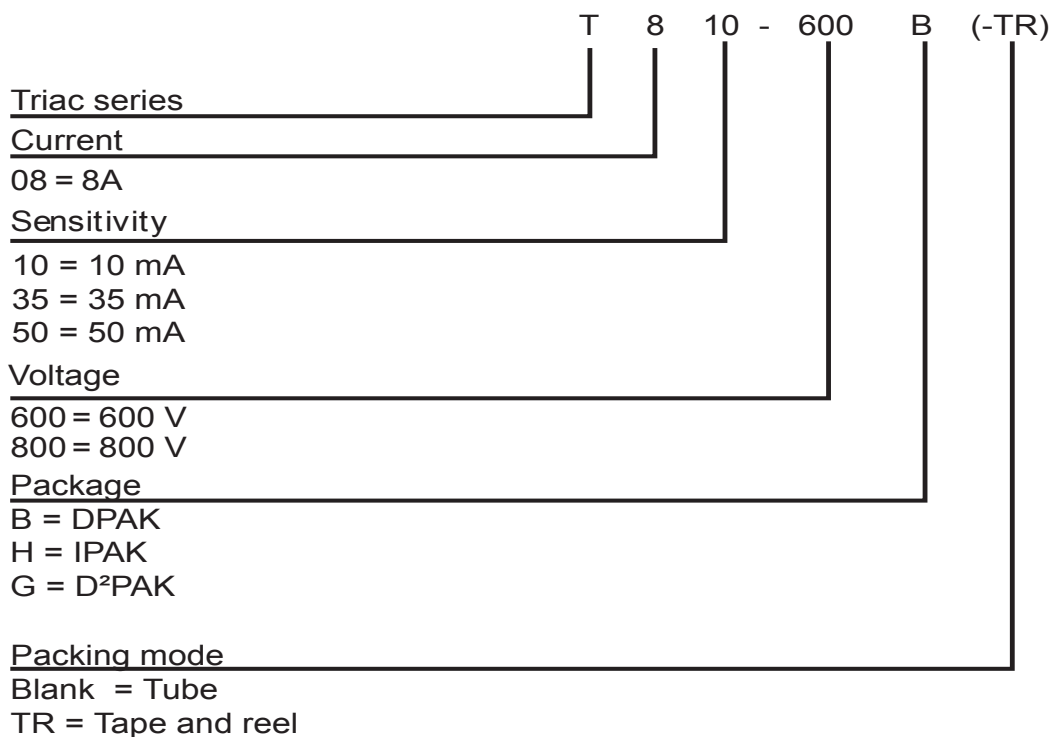 T 8 10 - 600 B (-TR)
Triac series
Current
08 = 8A
Sensitivity
10 = 10 mA
35 = 35 mA
50 = 50 mA
Voltage
600 = 600 V
800 = 800 V
Package
B = DPAK
H = IPAK
G = D²PAK
Packing mode
Blank = Tube
TR = Tape and reel